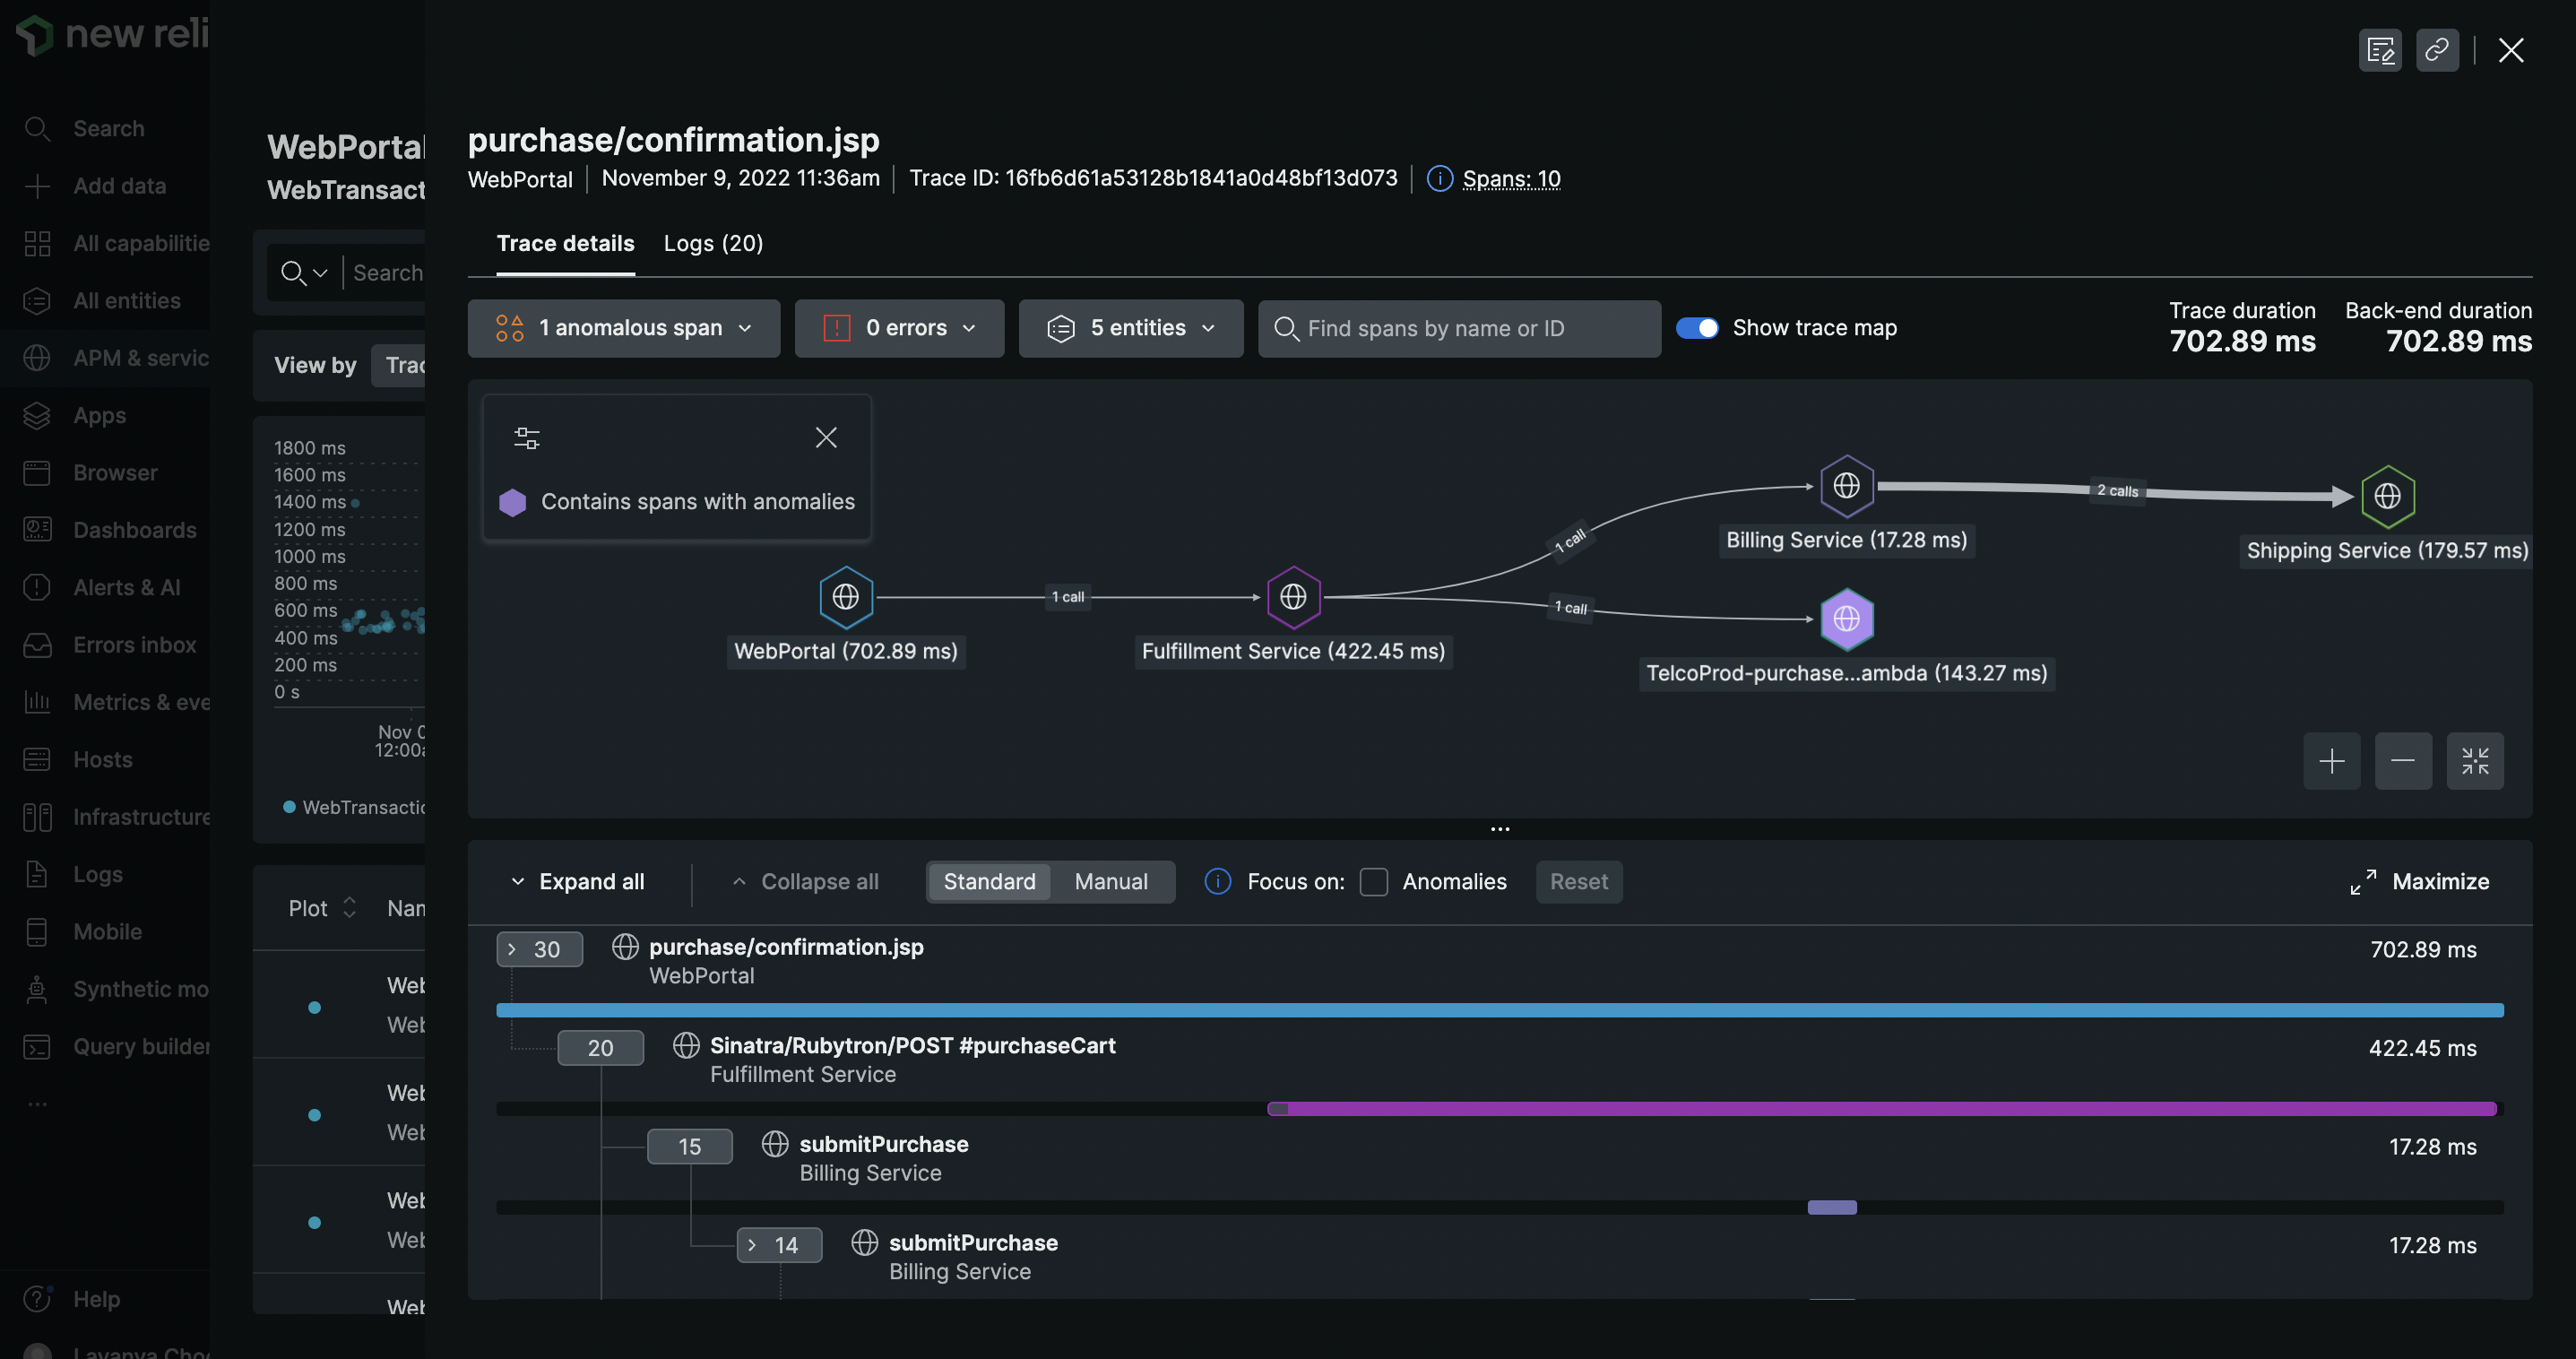 new reli
Search
Add data
All capabilitie
All entities
APM & servic
Apps
Browser
Dashboards
Alerts & AI
Errors inbox
Metrics & eve
Hosts
Infrastructure
Logs
Mobile
Synthetic mo
Query builder
...
Help
Lavanya Cho
WebPortal
WebTransact
Search
View by Trac
1800 ms
1600 ms
1400 ms
1200 ms
1000 ms
800 ms
600 ms
400 ms
200 ms
0 s
Nov 0
12:00a
WebTransactio
Plot Nam
Web
Web
Web
Web
Web
Web
Web
purchase/confirmation.jsp
WebPortal November 9, 2022 11:36am Trace ID: 16fb6d61a53128b1841a0d48bf13d073 Spans: 10
Trace details Logs (20)
1 anomalous span 0 errors 5 entities Find spans by name or ID Show trace map
Trace duration Back-end duration
702.89 ms 702.89 ms
Contains spans with anomalies
WebPortal (702.89 ms)
1 call
Fulfillment Service (422.45 ms)
1 call
1 call
Billing Service (17.28 ms)
2 calls
Shipping Service (179.57 ms)
TelcoProd-purchase...ambda (143.27 ms)
...
Expand all Collapse all Standard Manual Focus on: Anomalies Reset Maximize
30 purchase/confirmation.jsp 702.89 ms
WebPortal
20 Sinatra/Rubytron/POST #purchaseCart 422.45 ms
Fulfillment Service
15 submitPurchase 17.28 ms
Billing Service
14 submitPurchase 17.28 ms
Billing Service